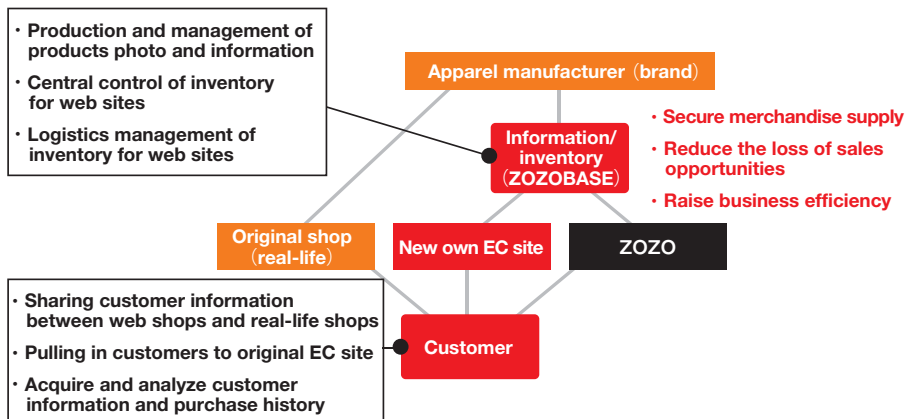 ・Production and management of
products photo and information
・Central control of inventory
for web sites
・Logistics management of
inventory for web sites
Apparel manufacturer（brand）
Information/
inventory
（ZOZOBASE）
・Secure merchandise supply
・Reduce the loss of sales
opportunities
・Raise business efficiency
Original shop
（real-life）
New own EC site
ZOZO
・Sharing customer information
between web shops and real-life shops
・Pulling in customers to original EC site
・Acquire and analyze customer
information and purchase history
Customer